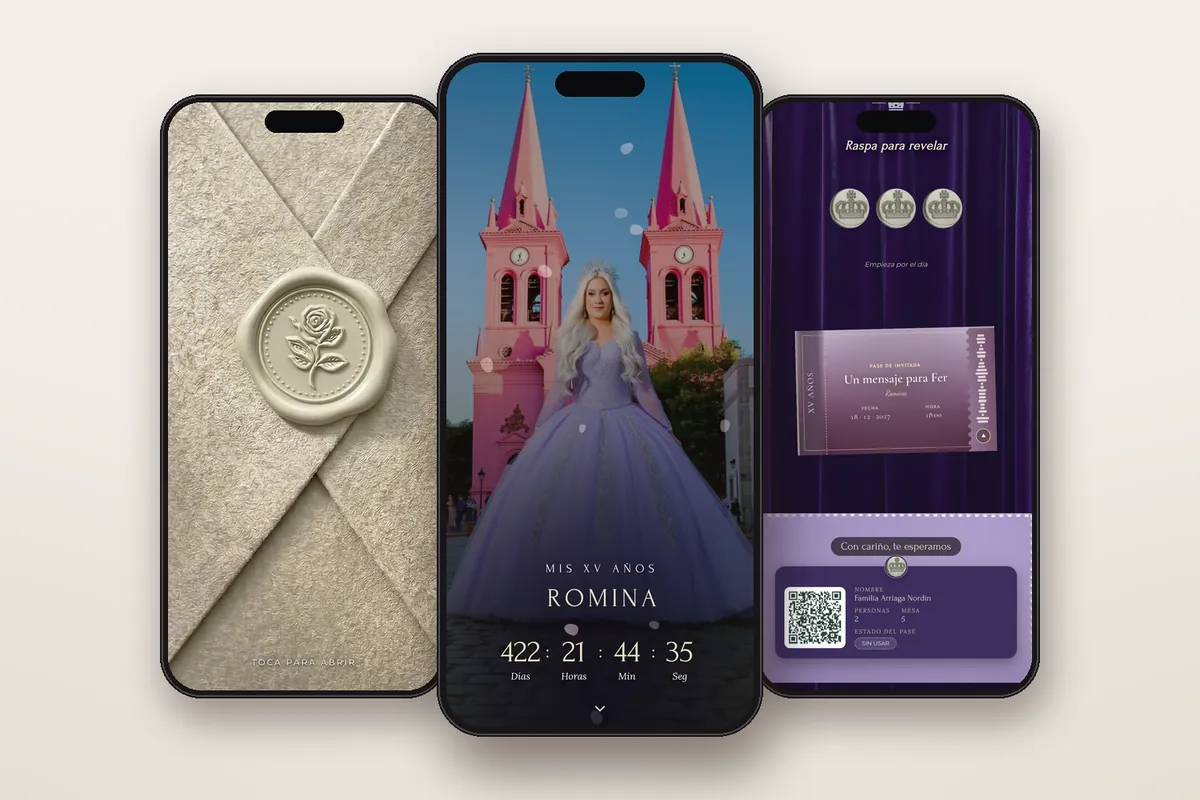 TOCA PARA ABRIR
MIS XV AÑOS
ROMINA
422 : 21 : 44 : 35
Días Horas Min Seg
Raspa para revelar
Empieza por el día
XV AÑOS
PASE DE INVITADA
Un mensaje para Fer
Romina
FECHA HORA
18 · 12 · 2027 18:00
Con cariño, te esperamos
NOMBRE
Familia Arriaga Nordin
PERSONAS MESA
2 5
ESTADO DEL PASE
SIN USAR